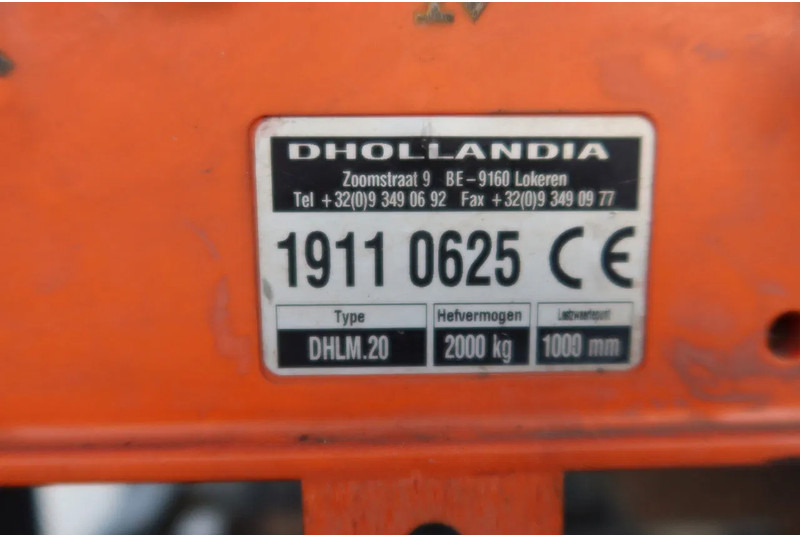 DHOLLANDIA
Zoomstraat 9 BE-9160 Lokeren
Tel +32(0)9 349 06 92 Fax +32(0)9 349 09 77
1911 0625 CE
Type Hefvermogen
DHLM.20 2000 kg 1000 mm